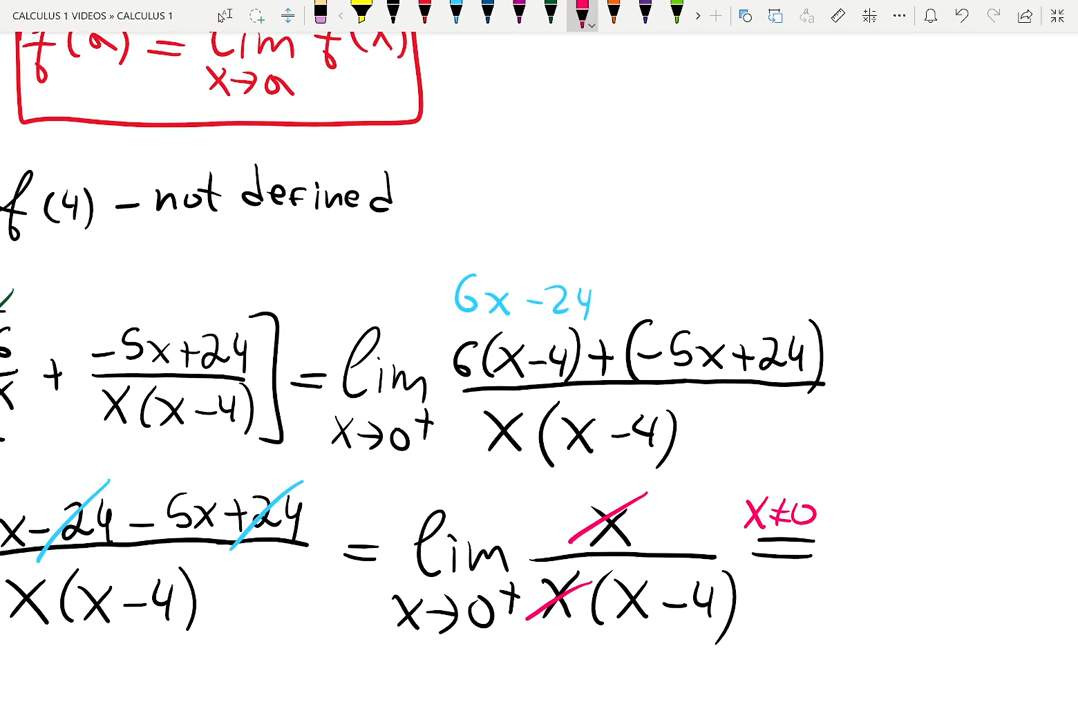 CALCULUS 1 VIDEOS » CALCULUS 1
f(a) = lim f(x)
x→a
f(4) – not defined
6x -24
+ -5x+24 / x(x-4) ] = lim x→0+ 6(x-4)+(-5x+24) / x(x-4)
x-24-5x+24 / x(x-4) = lim x→0+ x / x(x-4) x≠0 =